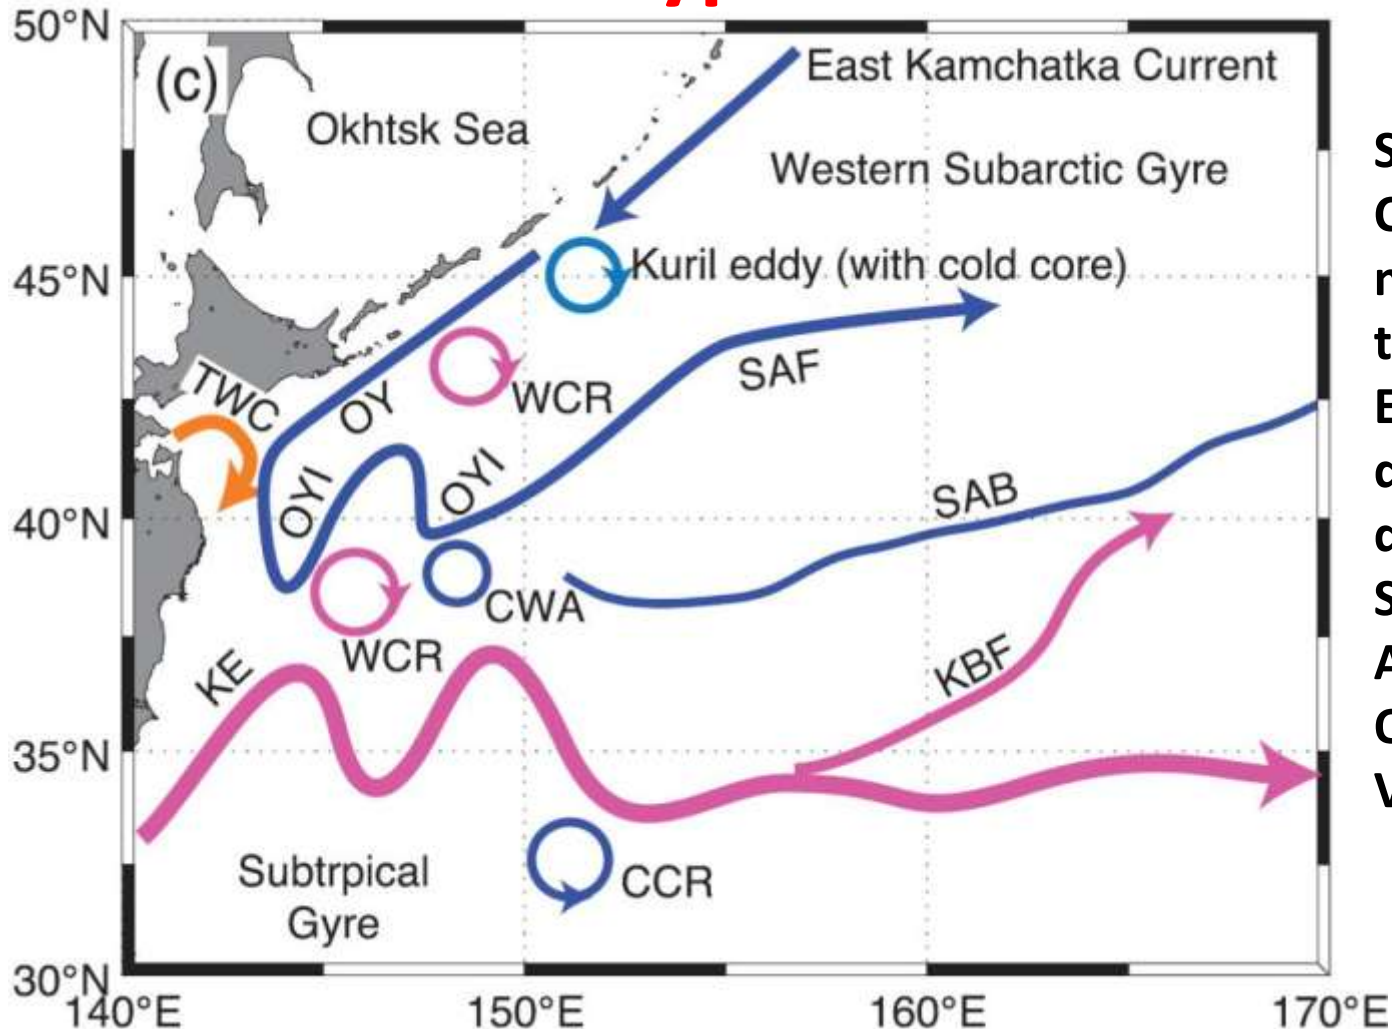 50°N
(c)
East Kamchatka Current
Okhtsk Sea
Western Subarctic Gyre
45°N
Kuril eddy (with cold core)
TWC
OY
WCR
SAF
OYI
OYI
40°N
SAB
CWA
WCR
KE
KBF
35°N
Subtrpical
Gyre
CCR
30°N
140°E
150°E
160°E
170°E